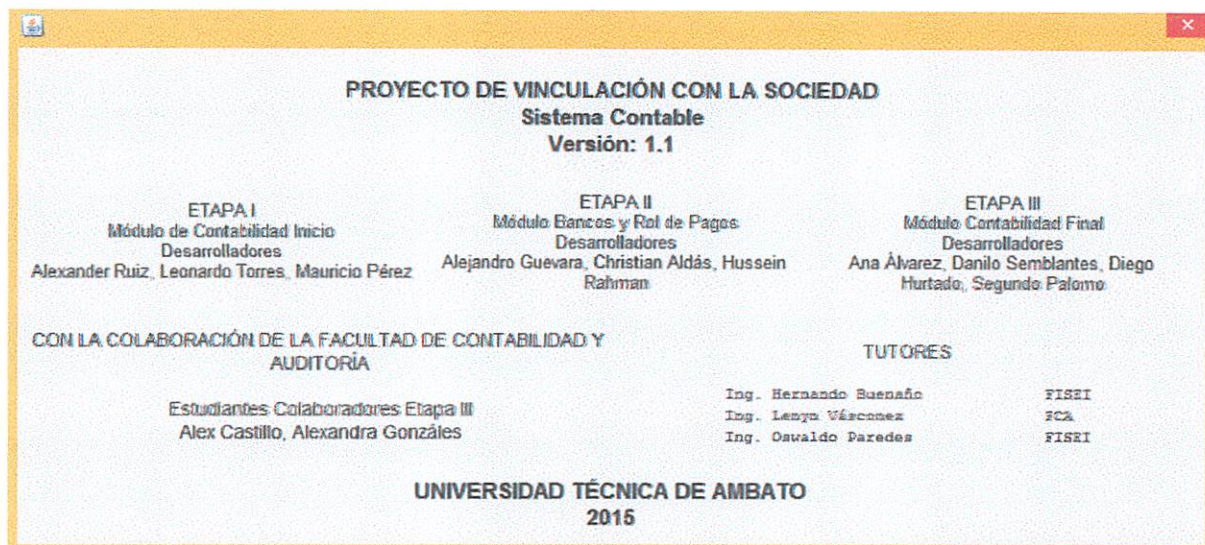 PROYECTO DE VINCULACIÓN CON LA SOCIEDAD
Sistema Contable
Versión: 1.1
ETAPA I
Módulo de Contabilidad Inicio
Desarrolladores
Alexander Ruiz, Leonardo Torres, Mauricio Pérez
ETAPA II
Módulo Bancos y Rol de Pagos
Desarrolladores
Alejandro Guevara, Christian Aldás, Hussein
Rahman
ETAPA III
Módulo Contabilidad Final
Desarrolladores
Ana Álvarez, Danilo Semblantes, Diego
Hurtado, Segundo Palomo
CON LA COLABORACIÓN DE LA FACULTAD DE CONTABILIDAD Y
AUDITORÍA
Estudiantes Colaboradores Etapa III
Alex Castillo, Alexandra Gonzáles
TUTORES
Ing. Hernando Buenaño FISEI
Ing. Lenyn Vásconez FCA
Ing. Oswaldo Paredes FISEI
UNIVERSIDAD TÉCNICA DE AMBATO
2015